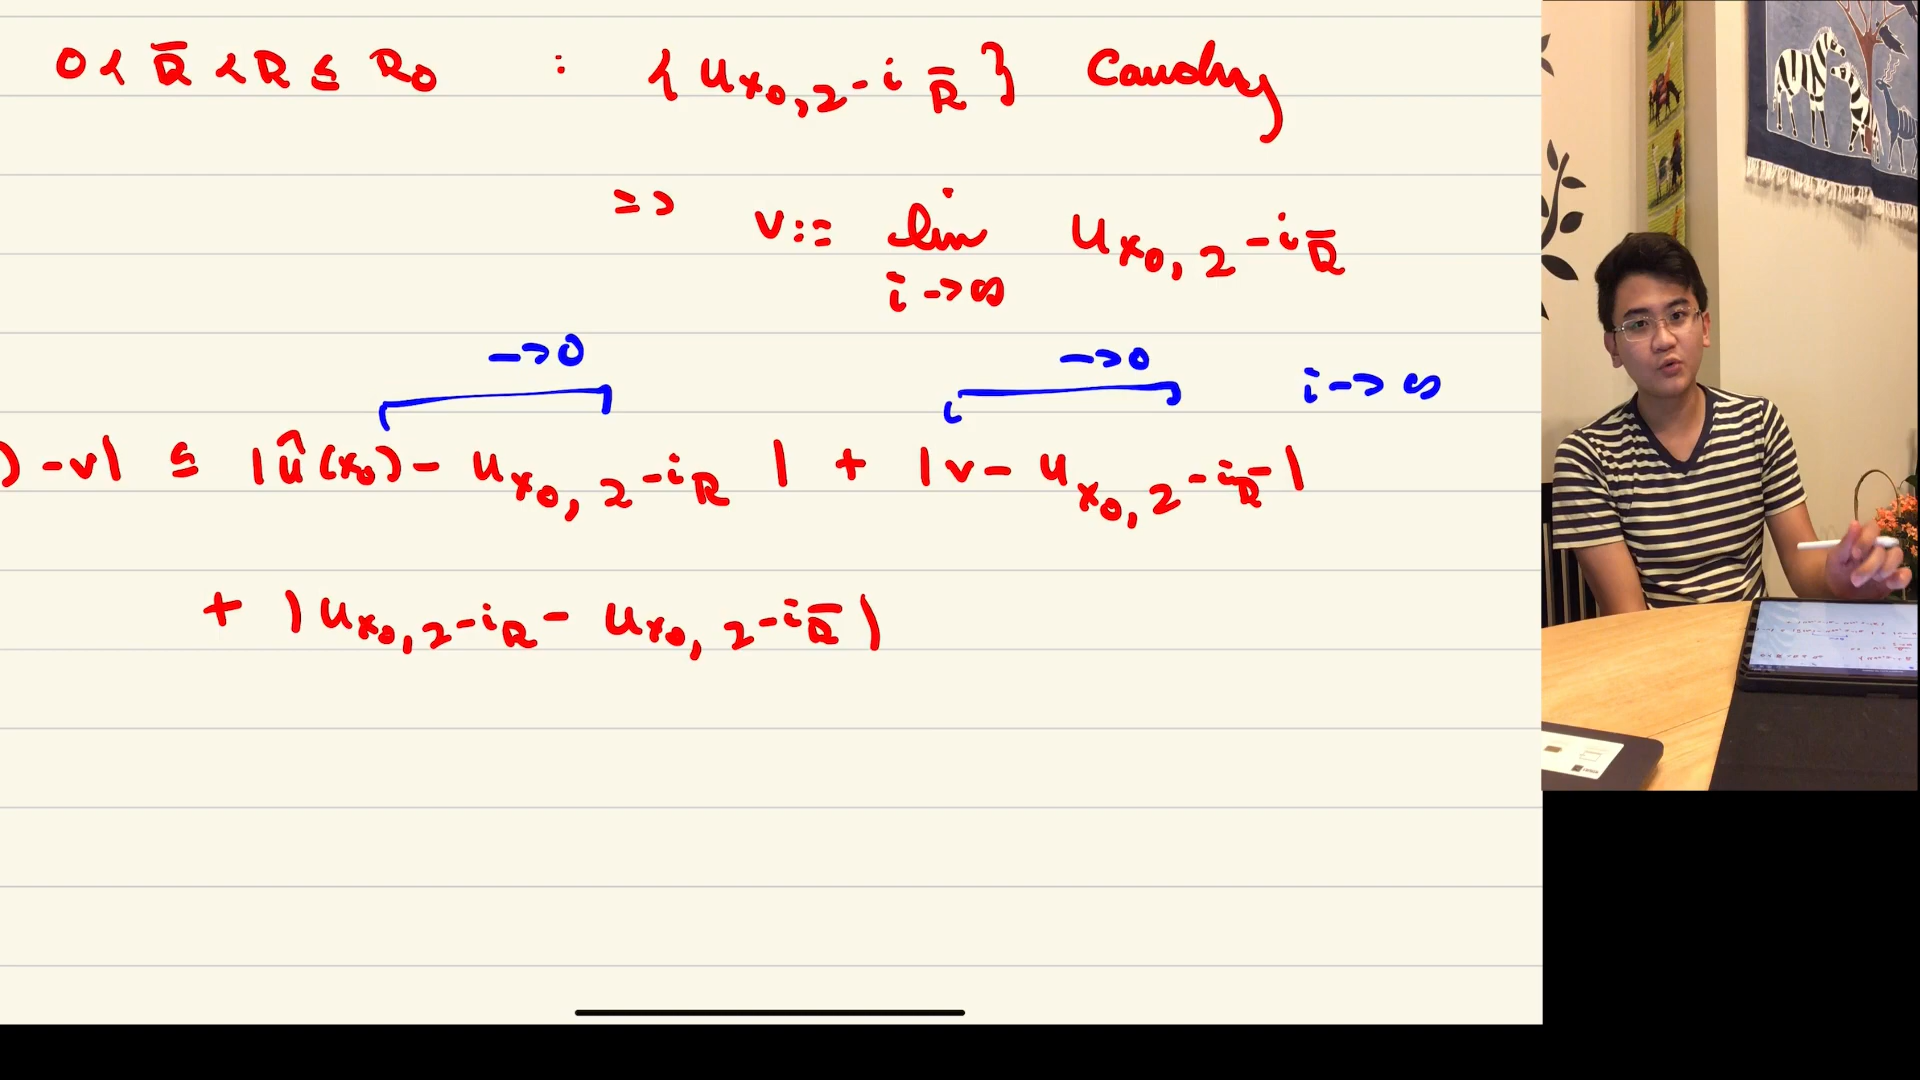 0 < R̄ < R ≤ R₀ : {u_{x₀, 2^{-i} R̄}} Cauchy
=> v := lim_{i→∞} u_{x₀, 2^{-i} R̄}
→0 →0 i→∞
) - v| ≤ |û(x₀) - u_{x₀, 2^{-i} R}| + |v - u_{x₀, 2^{-i} R̄}|
+ |u_{x₀, 2^{-i} R} - u_{x₀, 2^{-i} R̄}|